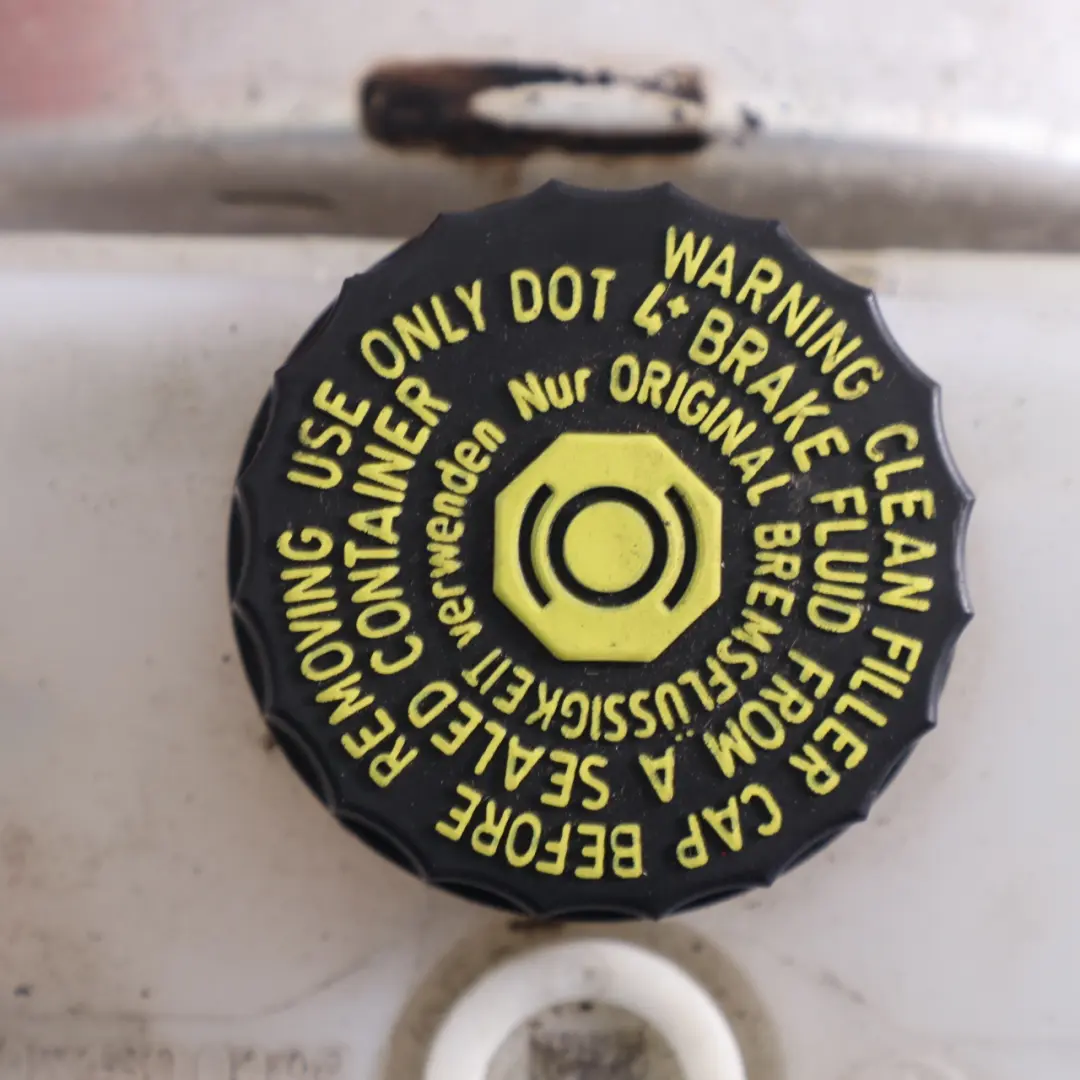 WARNING CLEAN FILLER CAP BEFORE REMOVING USE ONLY DOT
4+ BRAKE FLUID FROM A SEALED CONTAINER
Nur ORIGINAL BREMSFLÜSSIGKEIT verwenden